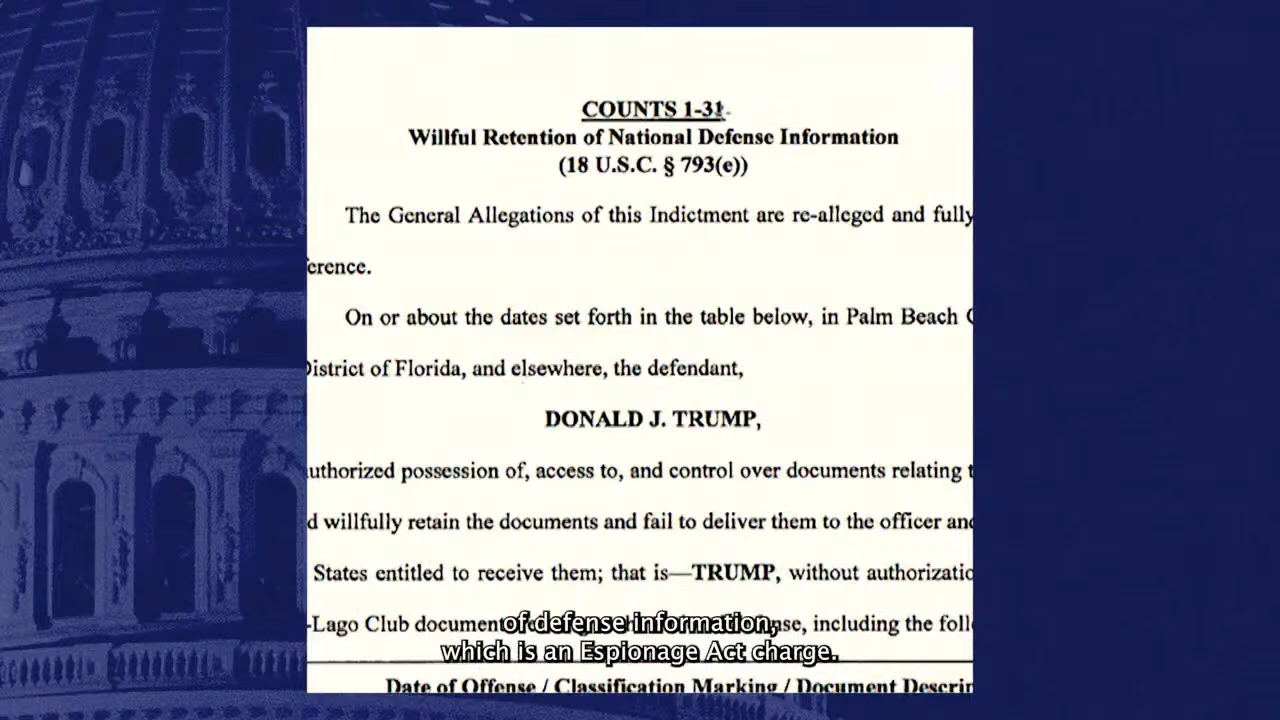 COUNTS 1-31
Willful Retention of National Defense Information
(18 U.S.C. § 793(e))
The General Allegations of this Indictment are re-alleged and fully
erence.
On or about the dates set forth in the table below, in Palm Beach
District of Florida, and elsewhere, the defendant,
DONALD J. TRUMP,
uthorized possession of, access to, and control over documents relating t
d willfully retain the documents and fail to deliver them to the officer and
States entitled to receive them; that is—TRUMP, without authorizatio
-Lago Club document nse, including the foll
of defense information,
which is an Espionage Act charge.
Date of Offense / Classification Marking / Document Descrip